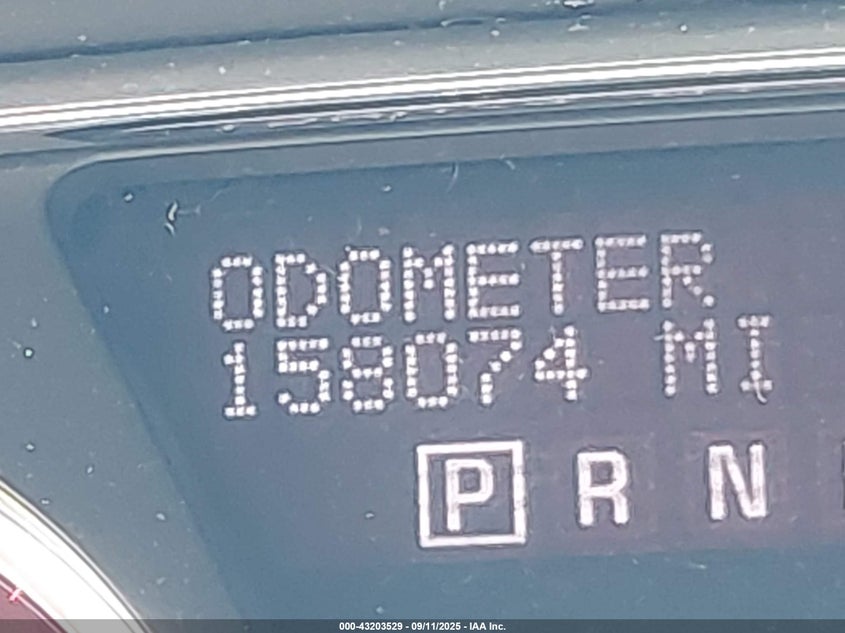 ODOMETER
158074 MI
P R N
000-43203529 - 09/11/2025 - IAA Inc.